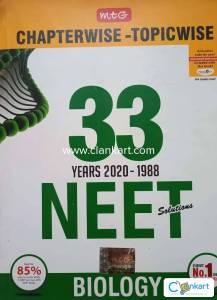 mtG
CHAPTERWISE -TOPICWISE
33
www.clankart.com
YEARS 2020-1988
NEET
Solutions
85%
BIOLOGY
No.1
clankart